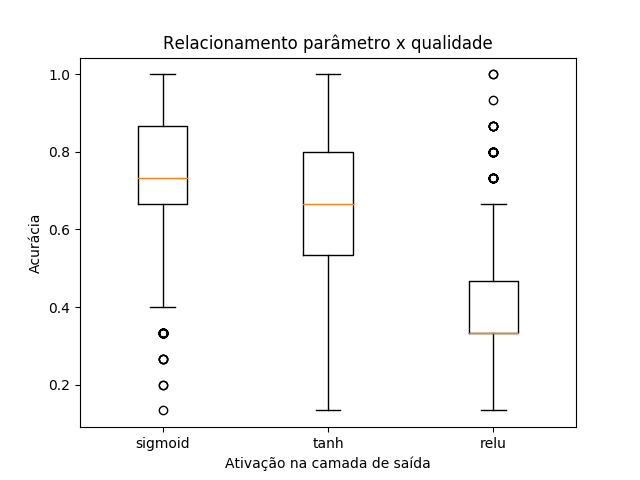 Relacionamento parâmetro x qualidade
1.0
0.8
0.6
0.4
0.2
Acurácia
sigmoid
tanh
relu
Ativação na camada de saída